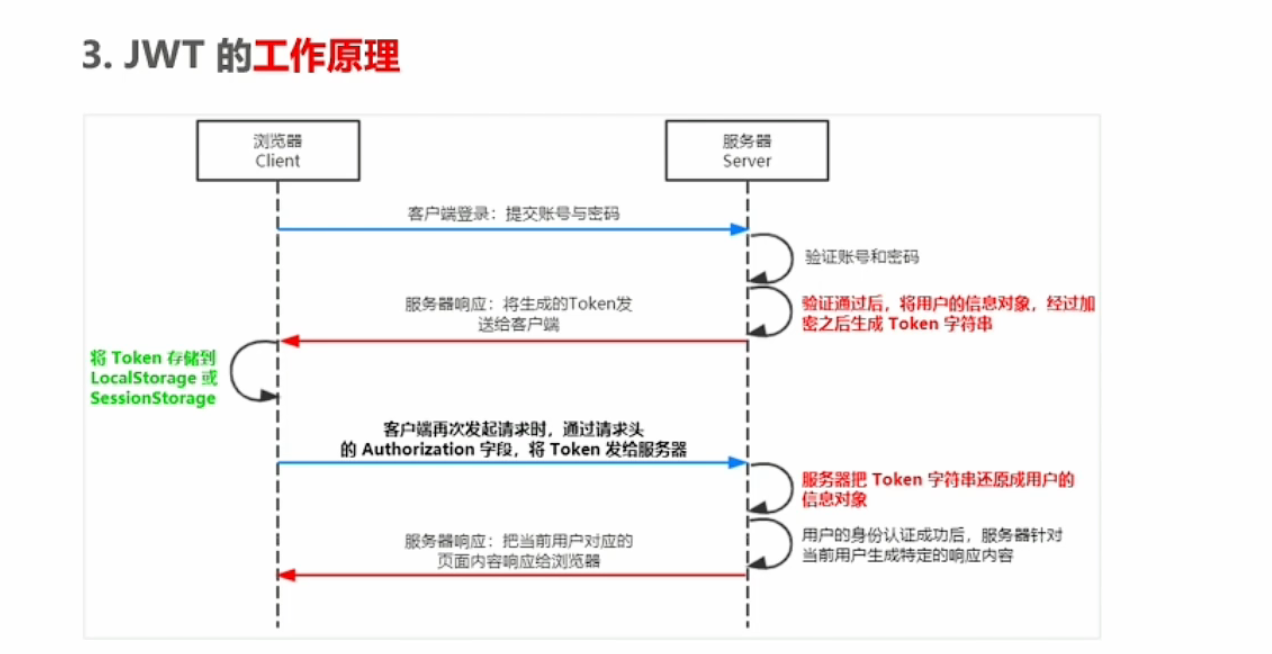 3. JWT 的工作原理
浏览器
Client
服务器
Server
客户端登录：提交账号与密码
验证账号和密码
验证通过后，将用户的信息对象，经过加
密之后生成 Token 字符串
服务器响应：将生成的Token发
送给客户端
将 Token 存储到
LocalStorage 或
SessionStorage
客户端再次发起请求时，通过请求头
的 Authorization 字段，将 Token 发给服务器
服务器把 Token 字符串还原成用户的
信息对象
用户的身份认证成功后，服务器针对
当前用户生成特定的响应内容
服务器响应：把当前用户对应的
页面内容响应给浏览器